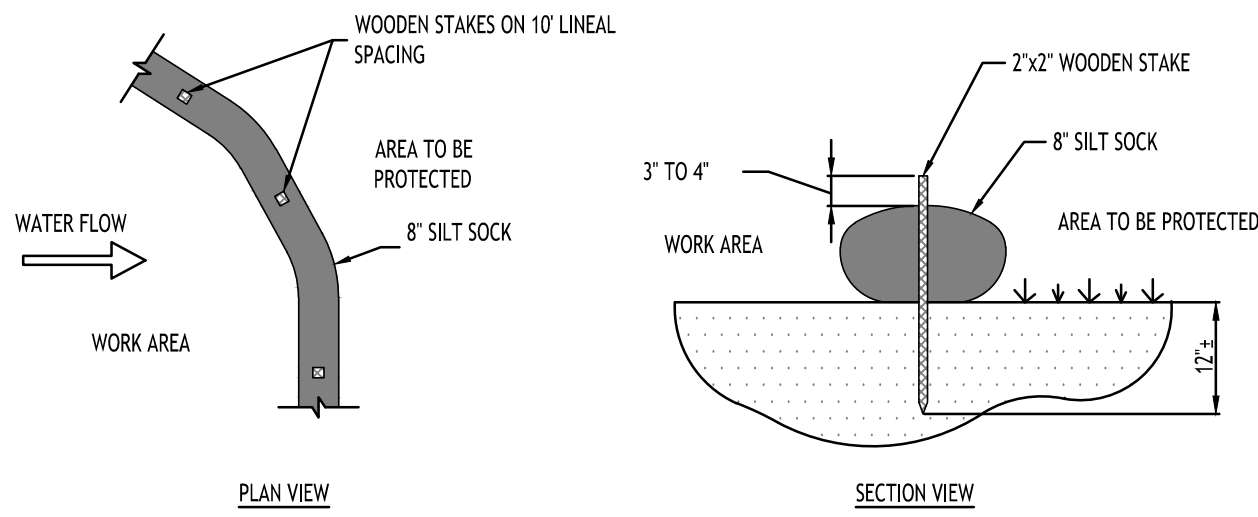 WOODEN STAKES ON 10' LINEAL
SPACING
AREA TO BE
PROTECTED
WATER FLOW
8" SILT SOCK
WORK AREA
PLAN VIEW
2"x2" WOODEN STAKE
8" SILT SOCK
3" TO 4"
WORK AREA
AREA TO BE PROTECTED
12"±
SECTION VIEW